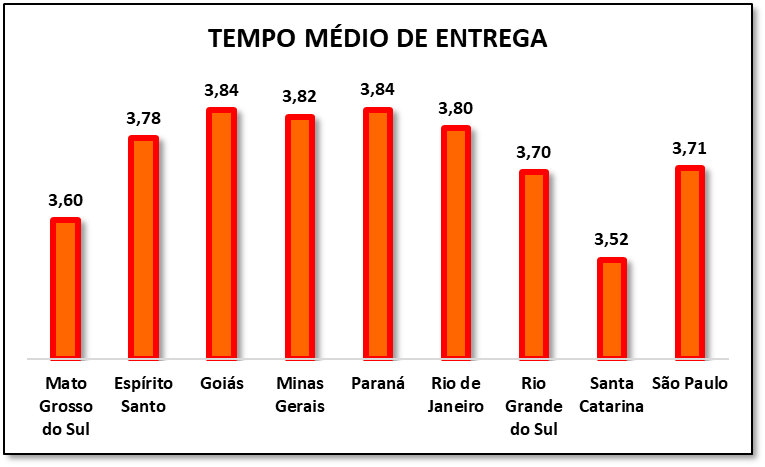 TEMPO MÉDIO DE ENTREGA
3,60
3,78
3,84
3,82
3,84
3,80
3,70
3,52
3,71
Mato
Grosso
do Sul
Espírito
Santo
Goiás
Minas
Gerais
Paraná
Rio de
Janeiro
Rio
Grande
do Sul
Santa
Catarina
São Paulo